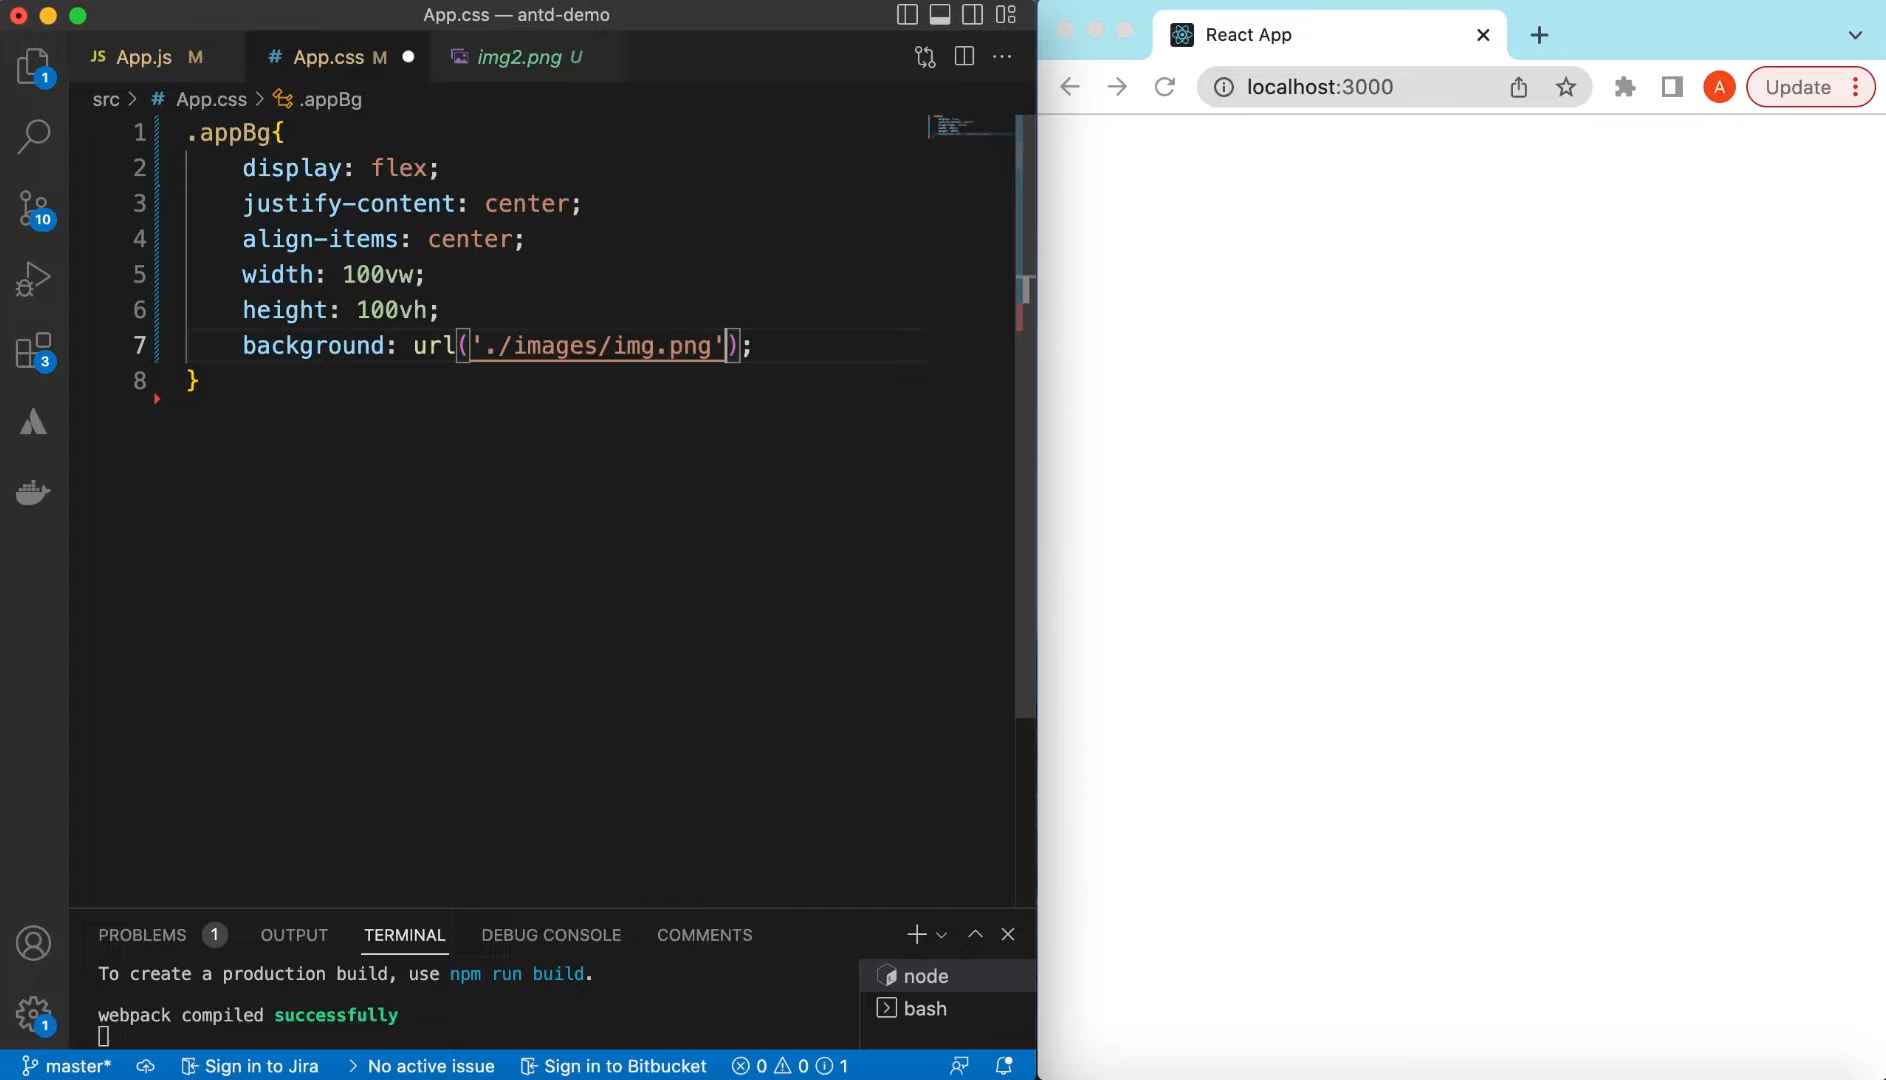 App.css — antd-demo
React App
JS App.js M
# App.css M
img2.png U
localhost:3000
A
Update
src > # App.css > .appBg
1 .appBg{
2 display: flex;
3 justify-content: center;
4 align-items: center;
5 width: 100vw;
6 height: 100vh;
7 background: url('./images/img.png');
8 }
1
10
3
1
PROBLEMS 1 OUTPUT TERMINAL DEBUG CONSOLE COMMENTS
To create a production build, use npm run build.
webpack compiled successfully
node
bash
master* Sign in to Jira > No active issue Sign in to Bitbucket 0 0 1